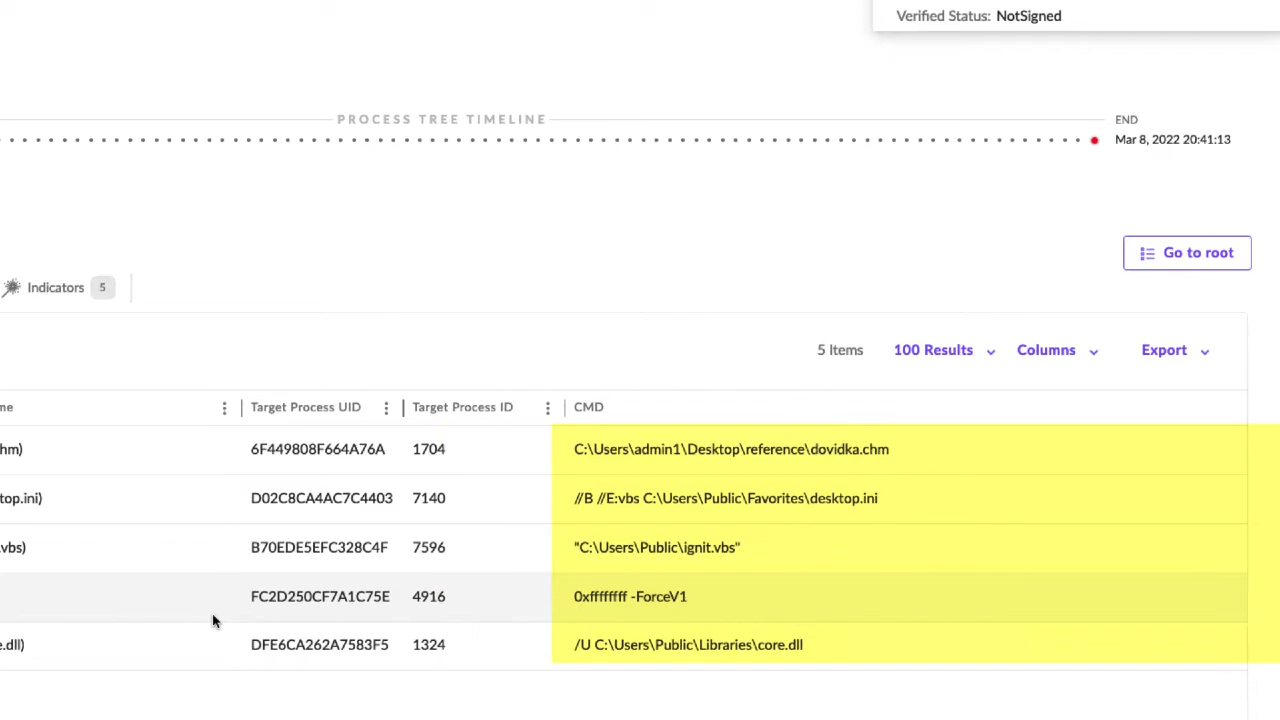 Verified Status: NotSigned
PROCESS TREE TIMELINE
END
Mar 8, 2022 20:41:13
Go to root
Indicators 5
5 Items 100 Results Columns Export
me Target Process UID Target Process ID CMD
hm) 6F449808F664A76A 1704 C:\Users\admin1\Desktop\reference\dovidka.chm
top.ini) D02C8CA4AC7C4403 7140 //B //E:vbs C:\Users\Public\Favorites\desktop.ini
.vbs) B70EDE5EFC328C4F 7596 "C:\Users\Public\ignit.vbs"
FC2D250CF7A1C75E 4916 0xffffffff -ForceV1
e.dll) DFE6CA262A7583F5 1324 /U C:\Users\Public\Libraries\core.dll